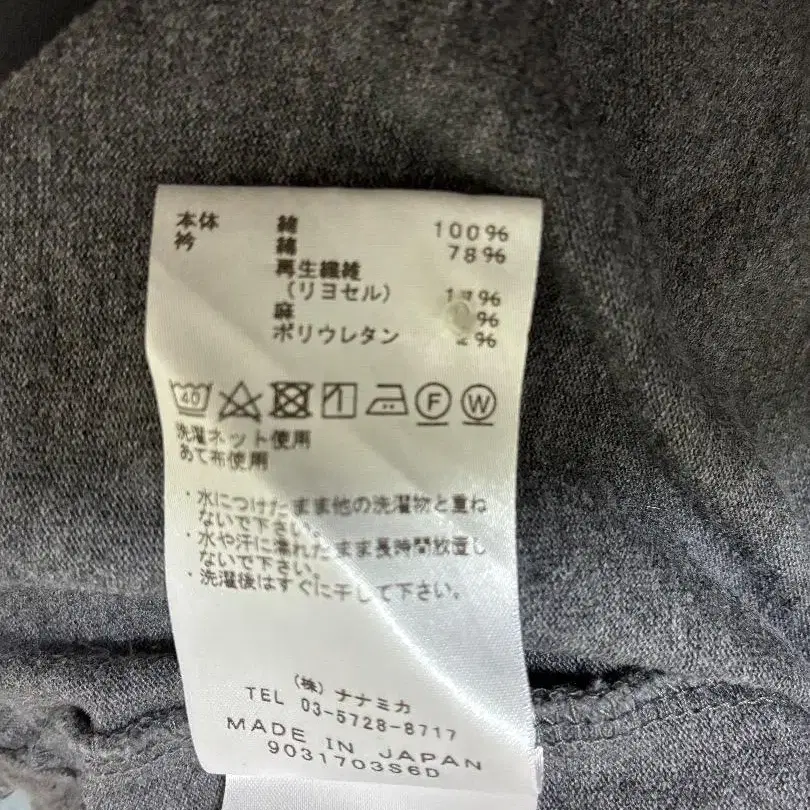 本体 綿 100%
衿 綿 78%
再生繊維
(リヨセル)
麻
ポリウレタン 2%
40 F W
洗濯ネット使用
あて布使用
・水につけたまま他の洗濯物と重ね
ないで下さい。
・水や汗に濡れたまま長時間放置し
ないで下さい。
・洗濯後はすぐに干して下さい。
(株) ナナミカ
TEL 03-5728-8717
MADE IN JAPAN
9031703S6D